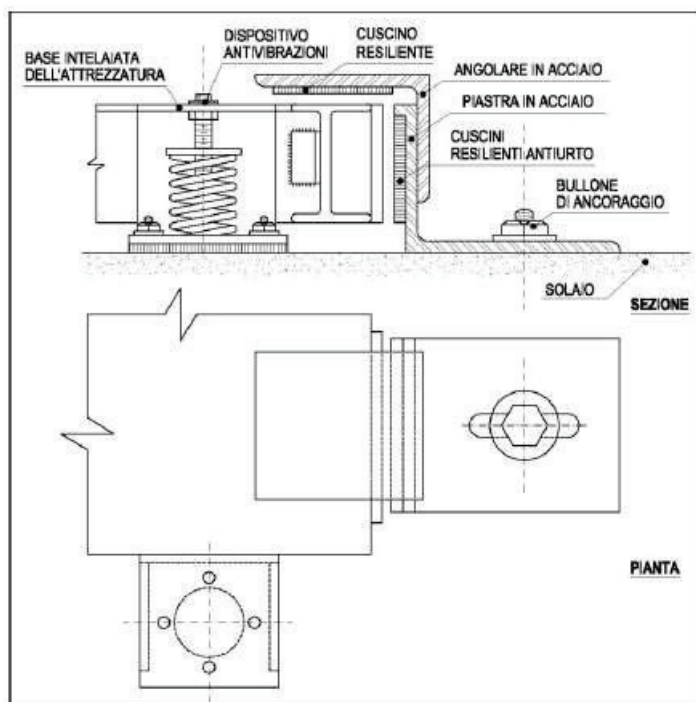 BASE INTELAIATA
DELL'ATTREZZATURA
DISPOSITIVO
ANTIVIBRAZIONI
CUSCINO
RESILIENTE
ANGOLARE IN ACCIAIO
PIASTRA IN ACCIAIO
CUSCINI
RESILIENTI ANTIURTO
BULLONE
DI ANCORAGGIO
SOLAIO
SEZIONE
PIANTA